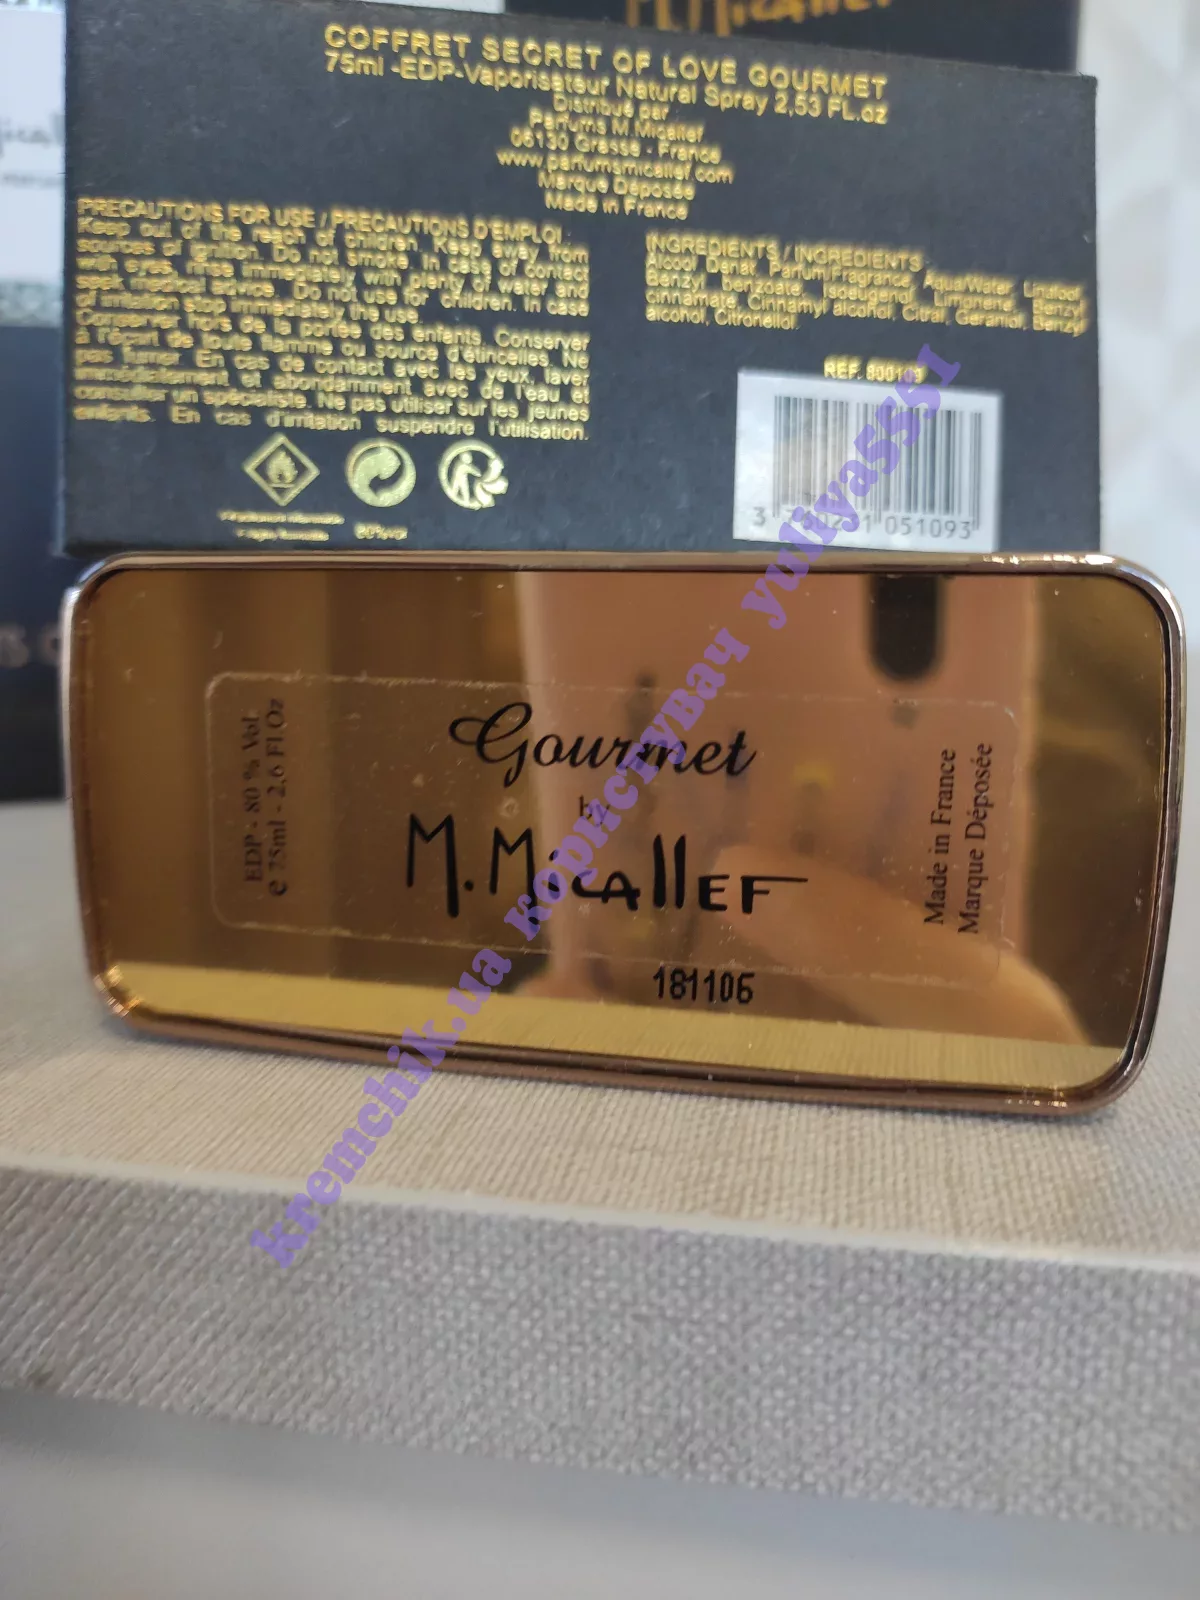 M.Micallef
COFFRET SECRET OF LOVE GOURMET
75ml -EDP-Vaporisateur Natural Spray 2,53 FL.oz
Distribué par
Parfums M.Micallef
06130 Grasse - France
www.parfumsmicallef.com
Marque Déposée
Made in France
PRECAUTIONS FOR USE / PRECAUTIONS D'EMPLOI :
Keep out of the reach of children. Keep away from
sources of ignition. Do not smoke, in case of contact
with eyes, rinse immediately with plenty of water and
seek medical advice. Do not use for children. In case
of irritation stop immediately the use.
Conserver hors de la portée des enfants. Conserver
à l'écart de toute flamme ou source d'étincelles. Ne
pas fumer. En cas de contact avec les yeux, laver
immédiatement et abondamment avec de l'eau et
consulter un spécialiste. Ne pas utiliser sur les jeunes
enfants. En cas d'irritation suspendre l'utilisation.
80%vol
INGREDIENTS / INGREDIENTS :
Alcool Denat, Parfum/Fragrance, Aqua/Water, Linalool,
Benzyl benzoate, Isoeugenol, Limonene, Benzyl
cinnamate, Cinnamyl alcohol, Citral, Geraniol, Benzyl
alcohol, Citronellol.
REF. 800109
051093
EDP - 80 % Vol
e 75ml - 2,6 Fl Oz
Gourmet
by
M.MicallEF
Made in France
Marque Déposée
181106
kremchik.ua користувач yuliya5551